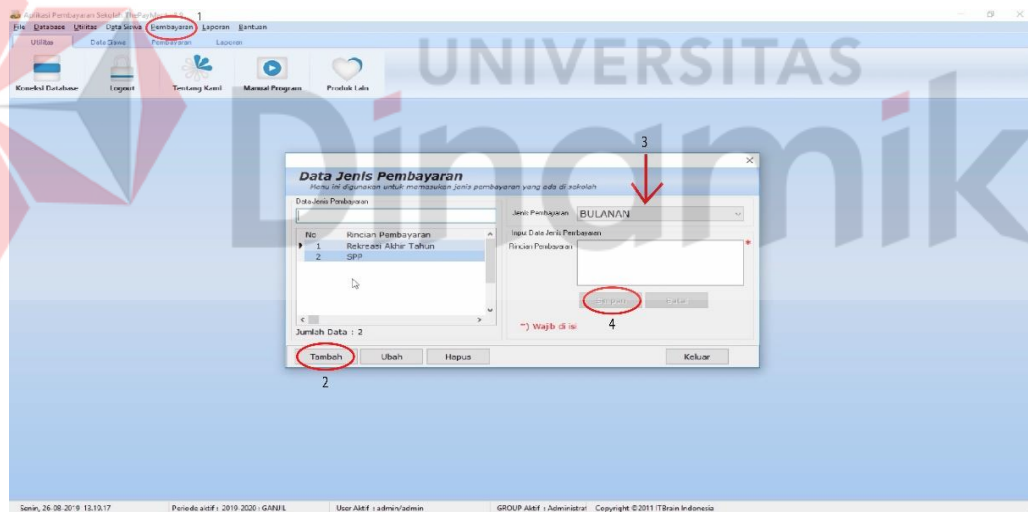 Aplikasi Pembayaran Sekolah ThePayMaster
1
File Database Utilitas Data Siswa Pembayaran Laporan Bantuan
Utilitas Data Siswa Pembayaran Laporan
Koneksi Database Logout Tentang Kami Manual Program Produk Lain
UNIVERSITAS
Dinamika
3
Data Jenis Pembayaran
Menu ini digunakan untuk memasukan jenis pembayaran yang ada di sekolah
Data Jenis Pembayaran
Jenis Pembayaran BULANAN
No Rincian Pembayaran
1 Rekreasi Akhir Tahun
2 SPP
Input Data Jenis Pembayaran
Rincian Pembayaran *
Simpan Batal
4
*) Wajib di isi
Jumlah Data : 2
Tambah Ubah Hapus Keluar
2
Senin, 26-08-2019 13.19.17 Periode aktif : 2019-2020 : GANJIL User Aktif : admin/admin GROUP Aktif : Administrat Copyright ©2011 ITBrain Indonesia